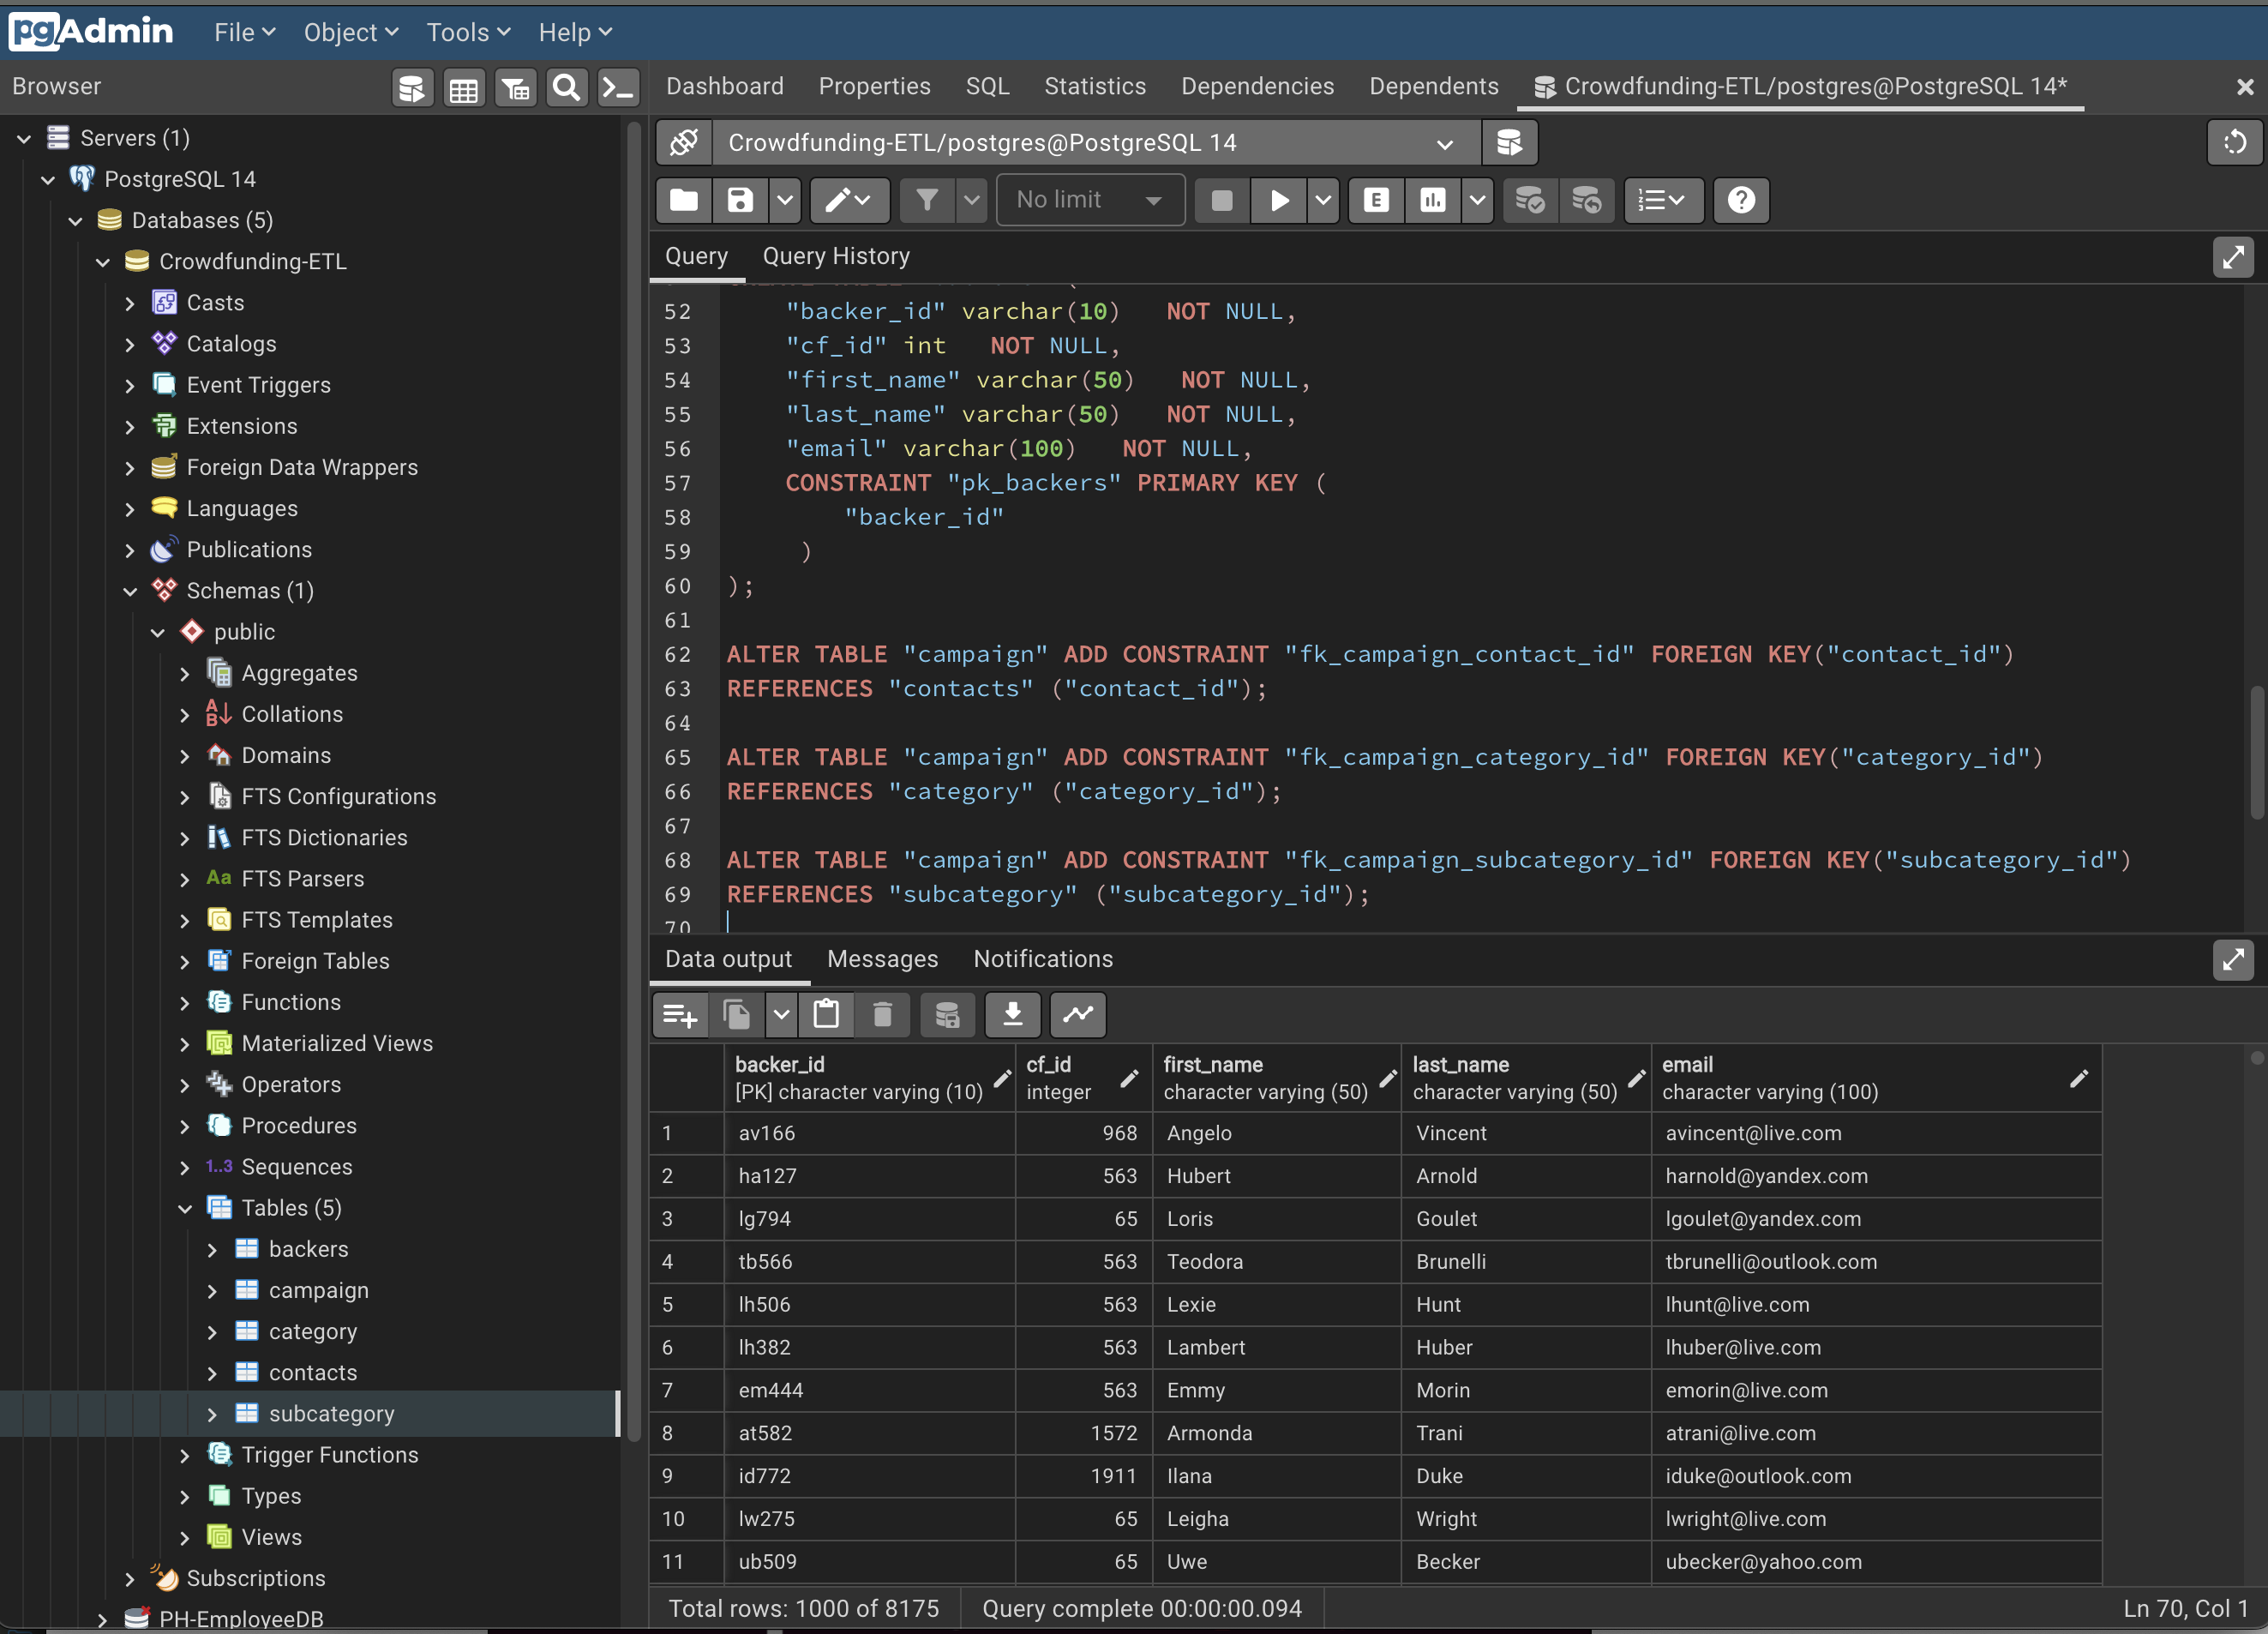 pgAdmin File Object Tools Help
Browser
Dashboard Properties SQL Statistics Dependencies Dependents Crowdfunding-ETL/postgres@PostgreSQL 14*
Servers (1)
PostgreSQL 14
Databases (5)
Crowdfunding-ETL
Casts
Catalogs
Event Triggers
Extensions
Foreign Data Wrappers
Languages
Publications
Schemas (1)
public
Aggregates
Collations
Domains
FTS Configurations
FTS Dictionaries
Aa FTS Parsers
FTS Templates
Foreign Tables
Functions
Materialized Views
Operators
Procedures
1..3 Sequences
Tables (5)
backers
campaign
category
contacts
subcategory
Trigger Functions
Types
Views
Subscriptions
PH-EmployeeDB
Crowdfunding-ETL/postgres@PostgreSQL 14
No limit
E
Query Query History
52 "backer_id" varchar(10) NOT NULL,
53 "cf_id" int NOT NULL,
54 "first_name" varchar(50) NOT NULL,
55 "last_name" varchar(50) NOT NULL,
56 "email" varchar(100) NOT NULL,
57 CONSTRAINT "pk_backers" PRIMARY KEY (
58 "backer_id"
59 )
60 );
61
62 ALTER TABLE "campaign" ADD CONSTRAINT "fk_campaign_contact_id" FOREIGN KEY("contact_id")
63 REFERENCES "contacts" ("contact_id");
64
65 ALTER TABLE "campaign" ADD CONSTRAINT "fk_campaign_category_id" FOREIGN KEY("category_id")
66 REFERENCES "category" ("category_id");
67
68 ALTER TABLE "campaign" ADD CONSTRAINT "fk_campaign_subcategory_id" FOREIGN KEY("subcategory_id")
69 REFERENCES "subcategory" ("subcategory_id");
70
Data output Messages Notifications
backer_id cf_id first_name last_name email
[PK] character varying (10) integer character varying (50) character varying (50) character varying (100)
1 av166 968 Angelo Vincent avincent@live.com
2 ha127 563 Hubert Arnold harnold@yandex.com
3 lg794 65 Loris Goulet lgoulet@yandex.com
4 tb566 563 Teodora Brunelli tbrunelli@outlook.com
5 lh506 563 Lexie Hunt lhunt@live.com
6 lh382 563 Lambert Huber lhuber@live.com
7 em444 563 Emmy Morin emorin@live.com
8 at582 1572 Armonda Trani atrani@live.com
9 id772 1911 Ilana Duke iduke@outlook.com
10 lw275 65 Leigha Wright lwright@live.com
11 ub509 65 Uwe Becker ubecker@yahoo.com
Total rows: 1000 of 8175 Query complete 00:00:00.094 Ln 70, Col 1